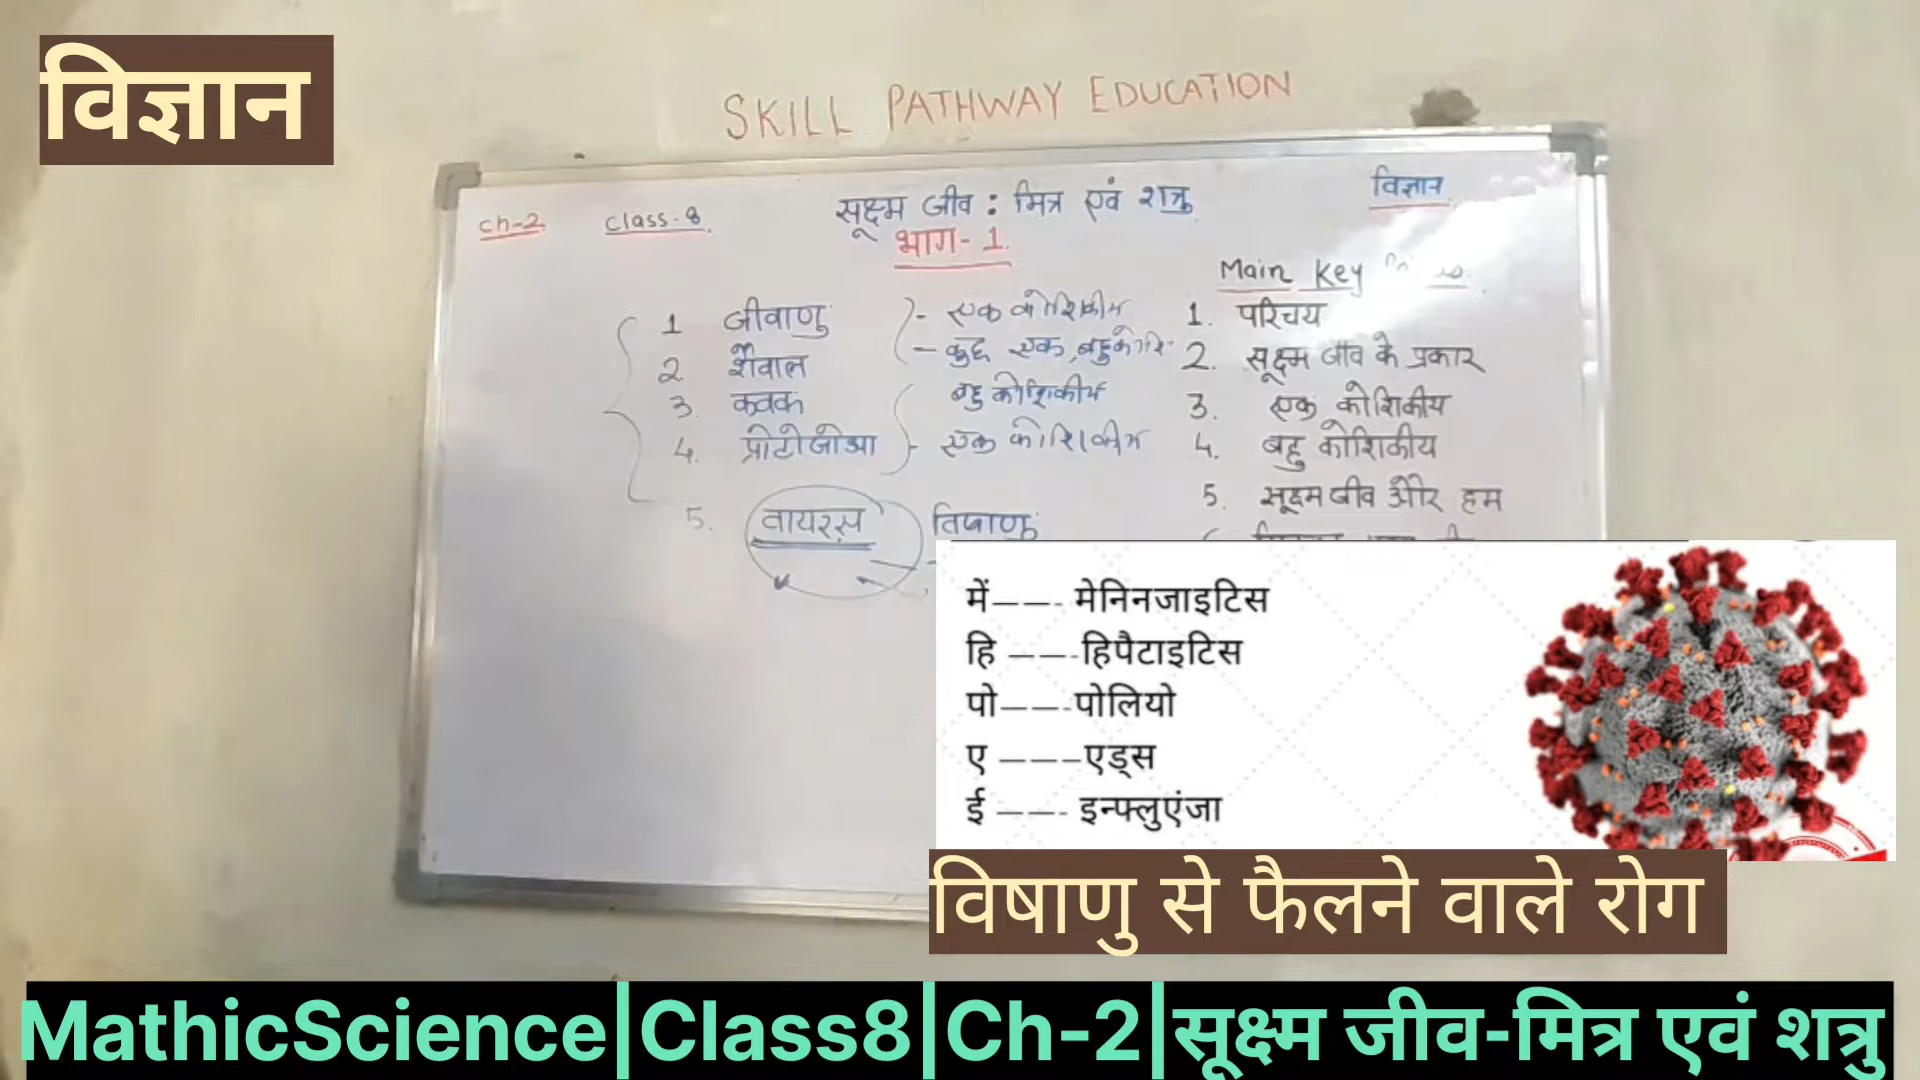 विज्ञान
SKILL PATHWAY EDUCATION
Ch-2 Class-8 सूक्ष्म जीव : मित्र एवं शत्रु विज्ञान
भाग- 1
Main Key
1 जीवाणु - एक कोशिकीय
2 शैवाल - कुछ एक, बहुकोशि
3. कवक बहु कोशिकीय
4. प्रोटोजोआ - एक कोशिकीय
5. वायरस विषाणु
1. परिचय
2. सूक्ष्म जीव के प्रकार
3. एक कोशिकीय
4. बहु कोशिकीय
5. सूक्ष्म जीव और हम
में——- मेनिनजाइटिस
हि ——-हिपैटाइटिस
पो——-पोलियो
ए ———एड्स
ई ——- इन्फ्लुएंजा
विषाणु से फैलने वाले रोग
MathicScience|Class8|Ch-2|सूक्ष्म जीव-मित्र एवं शत्रु